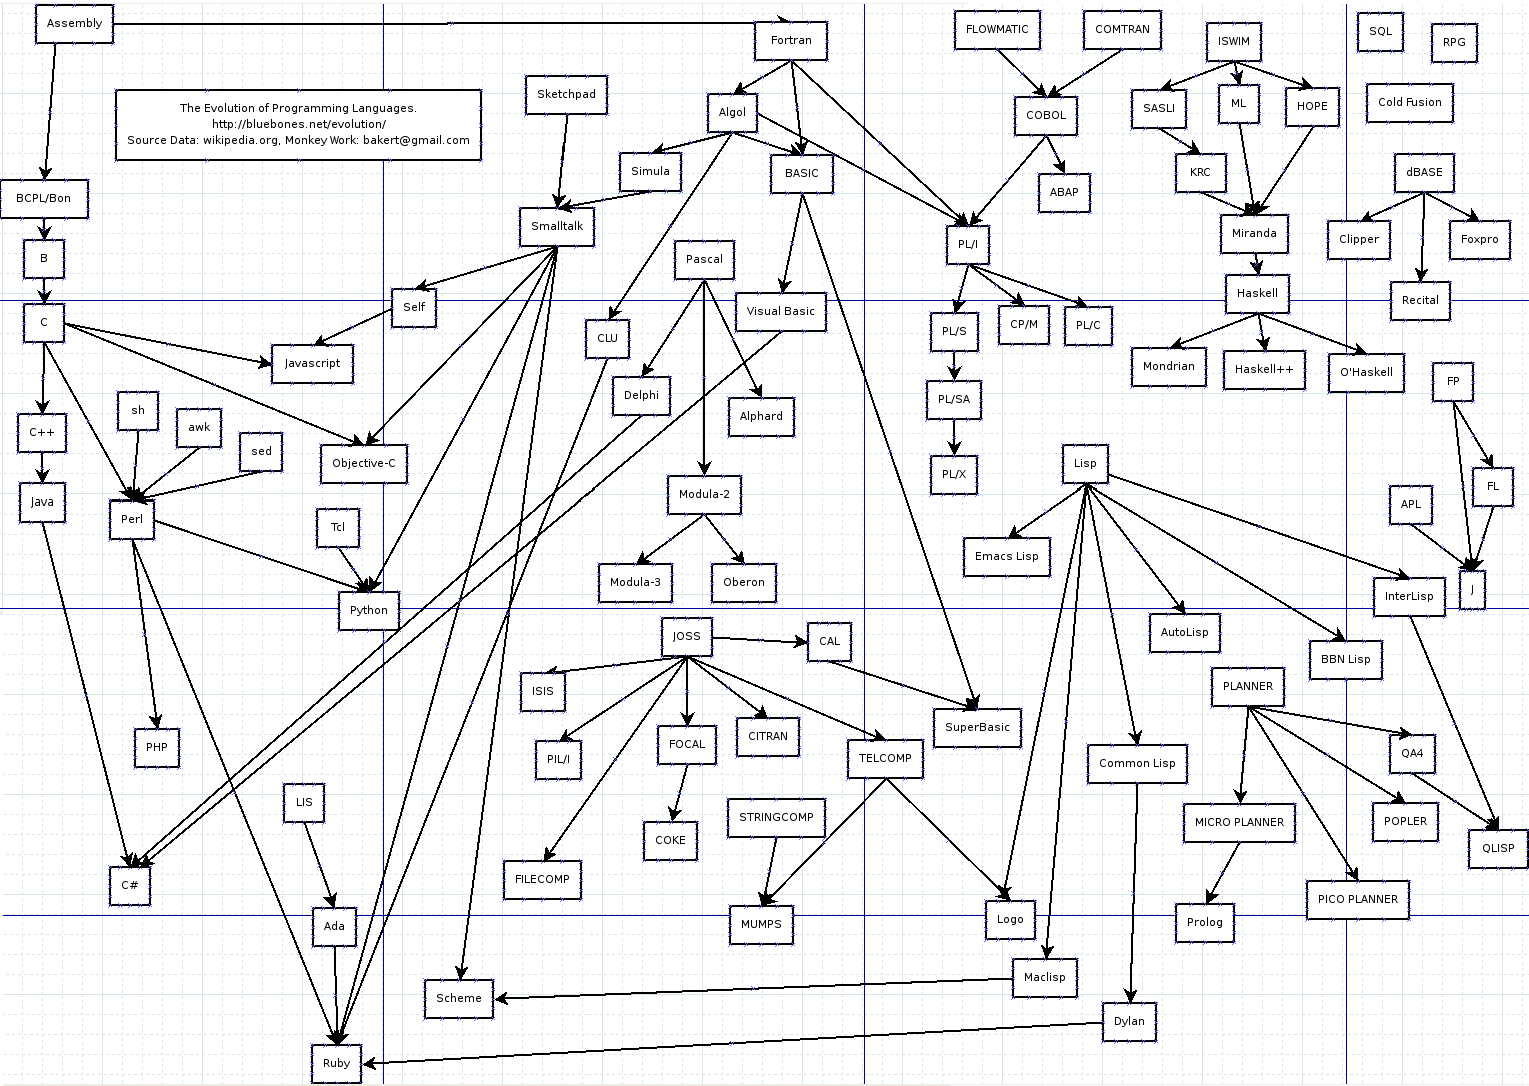 Assembly
Fortran
FLOWMATIC
COMTRAN
ISWIM
SQL
RPG
The Evolution of Programming Languages.
http://bluebones.net/evolution/
Source Data: wikipedia.org, Monkey Work: bakert@gmail.com
Sketchpad
Algol
COBOL
SASLI
ML
HOPE
Cold Fusion
Simula
BASIC
KRC
dBASE
ABAP
BCPL/Bon
Smalltalk
Miranda
Clipper
Foxpro
PL/I
B
Pascal
Haskell
Recital
Self
Visual Basic
C
CLU
PL/S
CP/M
PL/C
Javascript
Mondrian
Haskell++
O'Haskell
FP
Delphi
PL/SA
sh
awk
Alphard
C++
sed
Objective-C
Lisp
PL/X
FL
Modula-2
Java
APL
Perl
Tcl
Emacs Lisp
Modula-3
Oberon
J
InterLisp
Python
JOSS
CAL
AutoLisp
BBN Lisp
ISIS
PLANNER
SuperBasic
CITRAN
PHP
FOCAL
PIL/I
TELCOMP
Common Lisp
QA4
LIS
STRINGCOMP
MICRO PLANNER
POPLER
COKE
QLISP
FILECOMP
C#
PICO PLANNER
Logo
MUMPS
Prolog
Ada
Maclisp
Scheme
Dylan
Ruby